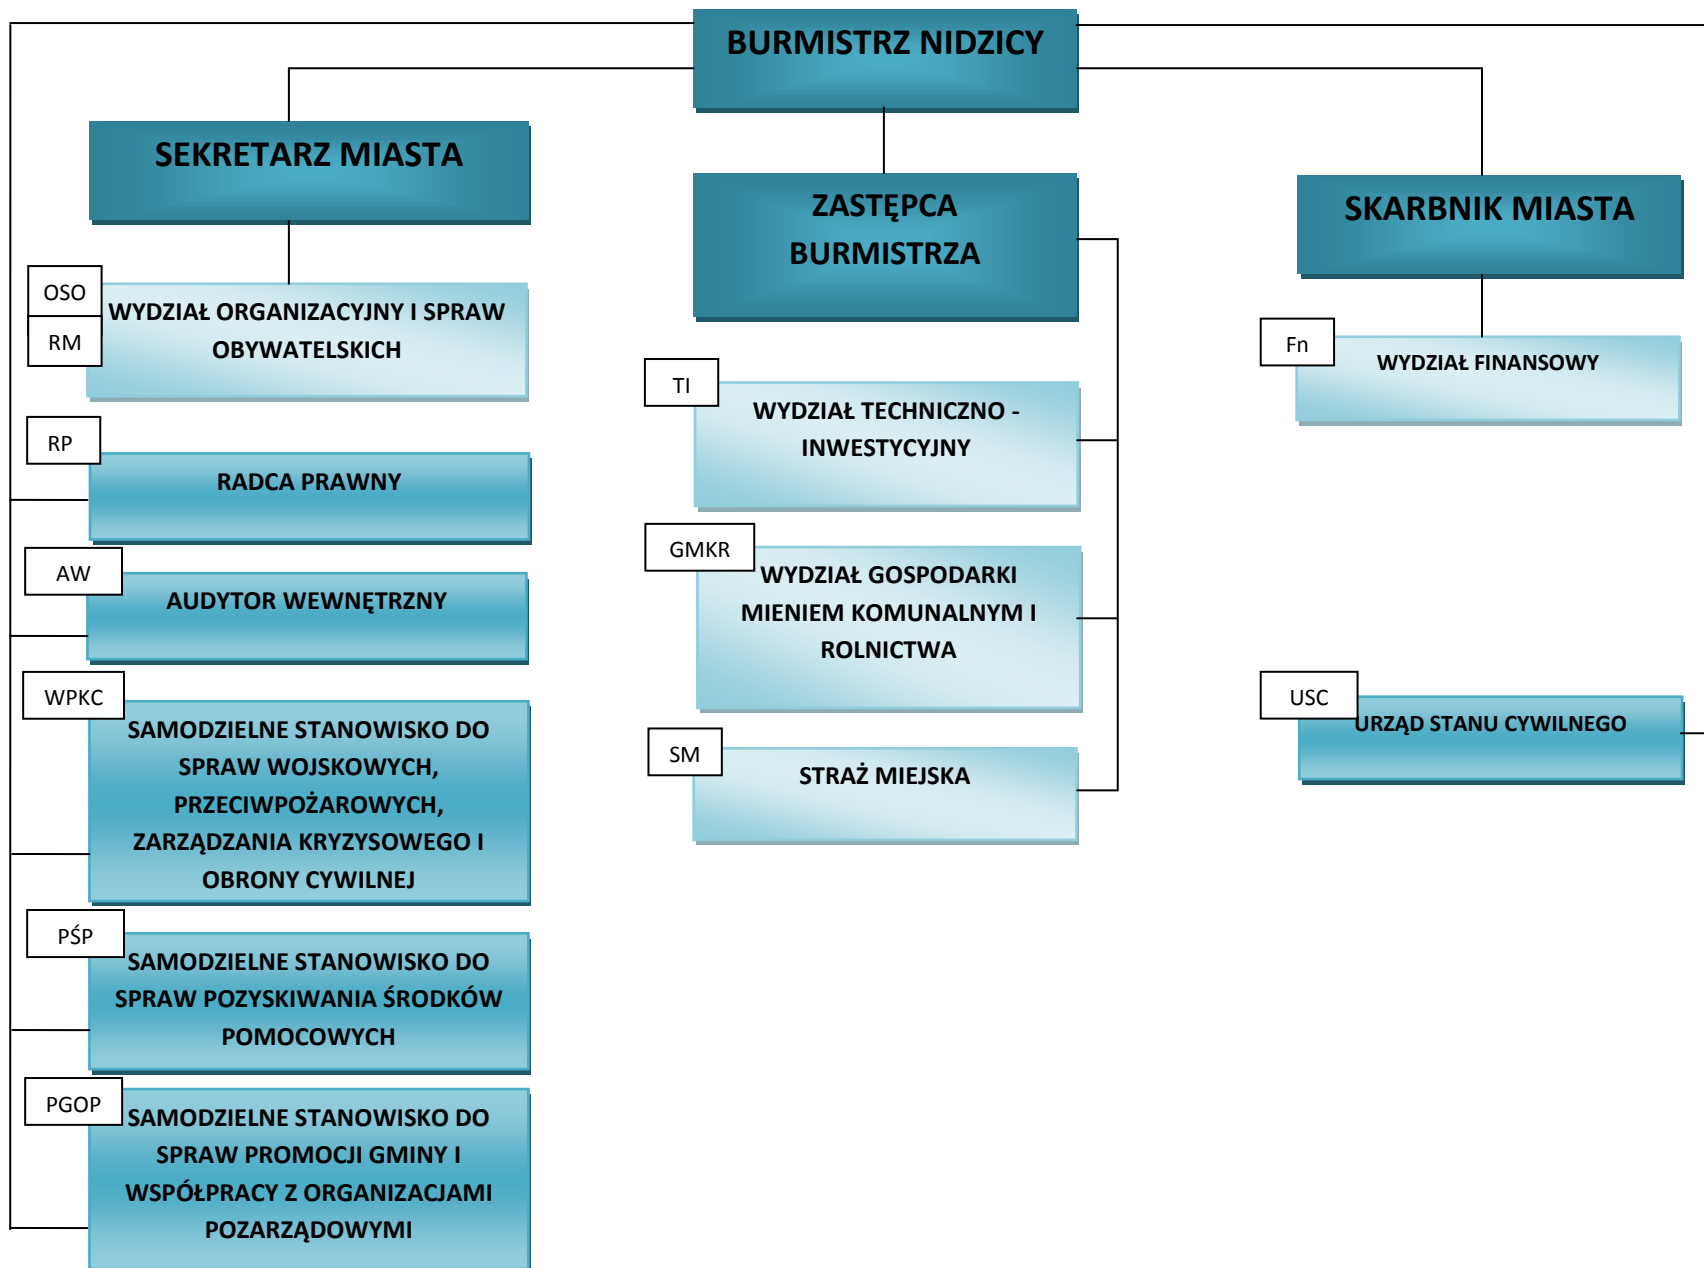 BURMISTRZ NIDZICY
SEKRETARZ MIASTA
ZASTĘPCA
BURMISTRZA
SKARBNIK MIASTA
OSO
RM
WYDZIAŁ ORGANIZACYJNY I SPRAW
OBYWATELSKICH
RP
RADCA PRAWNY
AW
AUDYTOR WEWNĘTRZNY
WPKC
SAMODZIELNE STANOWISKO DO
SPRAW WOJSKOWYCH,
PRZECIWPOŻAROWYCH,
ZARZĄDZANIA KRYZYSOWEGO I
OBRONY CYWILNEJ
PŚP
SAMODZIELNE STANOWISKO DO
SPRAW POZYSKIWANIA ŚRODKÓW
POMOCOWYCH
PGOP
SAMODZIELNE STANOWISKO DO
SPRAW PROMOCJI GMINY I
WSPÓŁPRACY Z ORGANIZACJAMI
POZARZĄDOWYMI
TI
WYDZIAŁ TECHNICZNO -
INWESTYCYJNY
GMKR
WYDZIAŁ GOSPODARKI
MIENIEM KOMUNALNYM I
ROLNICTWA
SM
STRAŻ MIEJSKA
Fn
WYDZIAŁ FINANSOWY
USC
URZĄD STANU CYWILNEGO